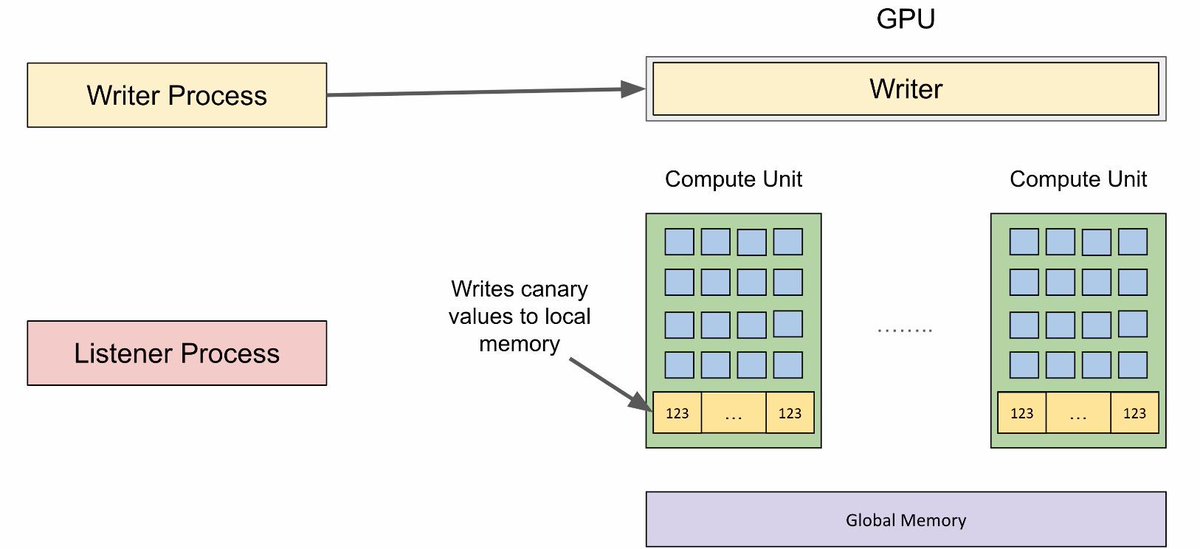 GPU
Writer Process
Writer
Compute Unit
Compute Unit
Writes canary
values to local
memory
Listener Process
........
123
...
123
123
...
123
Global Memory